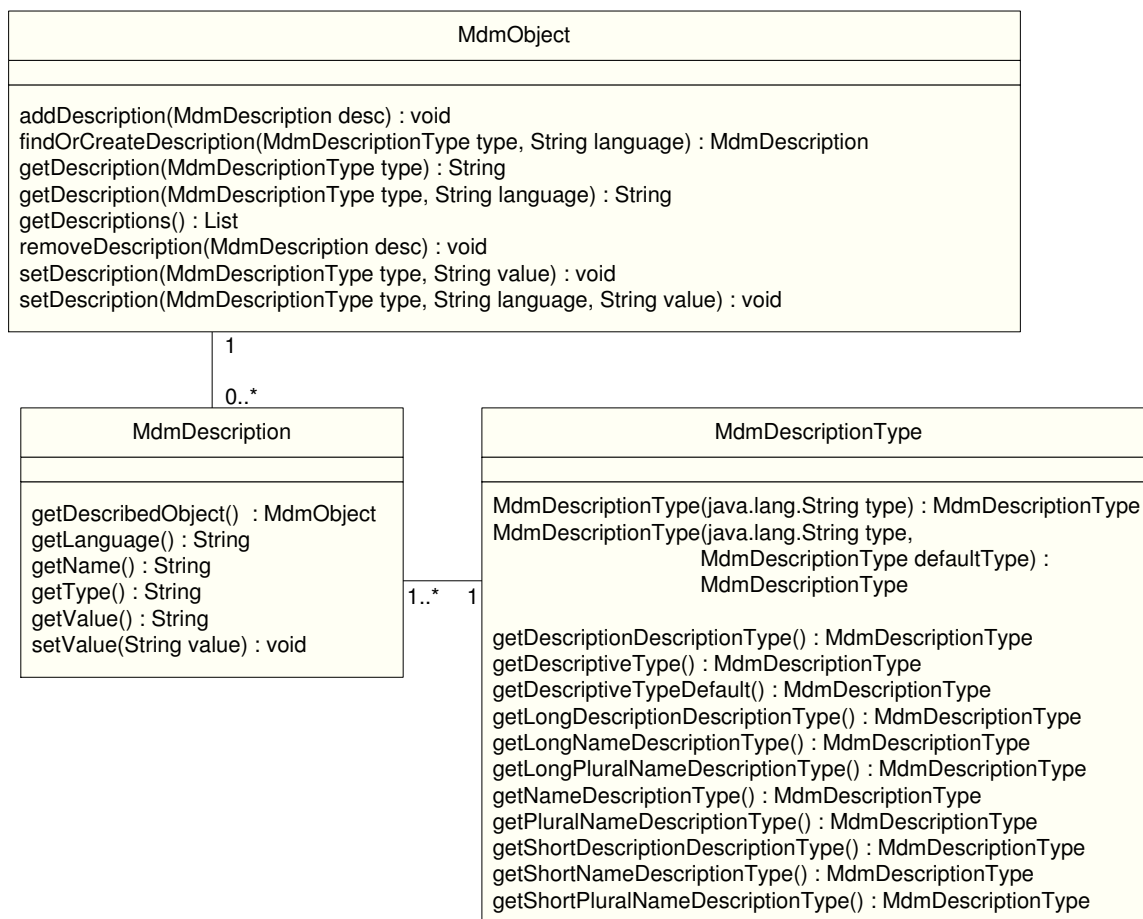 MdmObject
addDescription(MdmDescription desc) : void
findOrCreateDescription(MdmDescriptionType type, String language) : MdmDescription
getDescription(MdmDescriptionType type) : String
getDescription(MdmDescriptionType type, String language) : String
getDescriptions() : List
removeDescription(MdmDescription desc) : void
setDescription(MdmDescriptionType type, String value) : void
setDescription(MdmDescriptionType type, String language, String value) : void
1
0..*
MdmDescription
getDescribedObject()  : MdmObject
getLanguage() : String
getName() : String
getType() : String
getValue() : String
setValue(String value) : void
1..*
1
MdmDescriptionType
MdmDescriptionType(java.lang.String type) : MdmDescriptionType
MdmDescriptionType(java.lang.String type,
MdmDescriptionType defaultType) :
MdmDescriptionType
getDescriptionDescriptionType() : MdmDescriptionType
getDescriptiveType() : MdmDescriptionType
getDescriptiveTypeDefault() : MdmDescriptionType
getLongDescriptionDescriptionType() : MdmDescriptionType
getLongNameDescriptionType() : MdmDescriptionType
getLongPluralNameDescriptionType() : MdmDescriptionType
getNameDescriptionType() : MdmDescriptionType
getPluralNameDescriptionType() : MdmDescriptionType
getShortDescriptionDescriptionType() : MdmDescriptionType
getShortNameDescriptionType() : MdmDescriptionType
getShortPluralNameDescriptionType() : MdmDescriptionType